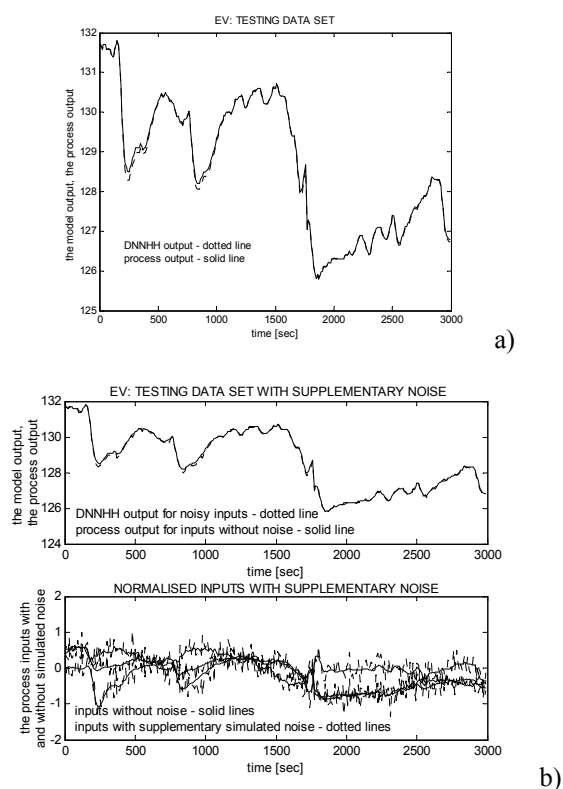 EV: TESTING DATA SET
132
131
130
129
128
127
126
125
the model output, the process output
DNNHH output - dotted line
process output - solid line
0 500 1000 1500 2000 2500 3000
time [sec]
a)
EV: TESTING DATA SET WITH SUPPLEMENTARY NOISE
132
130
128
126
124
the model output,
the process output
DNNHH output for noisy inputs - dotted line
process output for inputs without noise - solid line
0 500 1000 1500 2000 2500 3000
time [sec]
NORMALISED INPUTS WITH SUPPLEMENTARY NOISE
2
1
0
-1
-2
the process inputs with
and without simulated noise
inputs without noise - solid lines
inputs with supplementary simulated noise - dotted lines
0 500 1000 1500 2000 2500 3000
time [sec]
b)